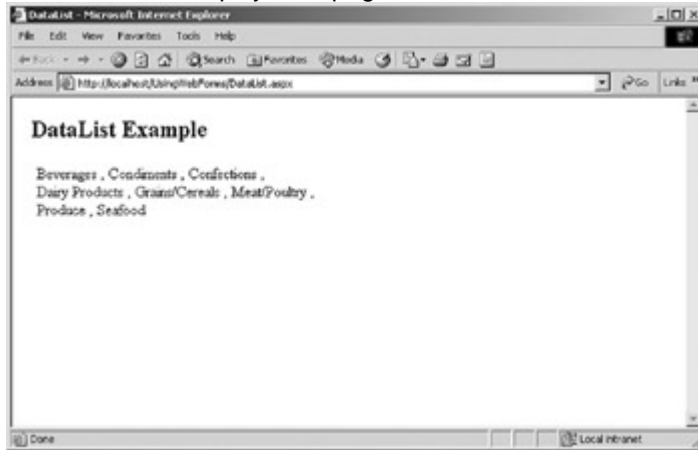 DataList - Microsoft Internet Explorer
File Edit View Favorites Tools Help
Back Search Favorites Media
Address http://localhost/UsingWebForms/DataList.aspx Go Links »
DataList Example
Beverages , Condiments , Confections ,
Dairy Products , Grains/Cereals , Meat/Poultry ,
Produce , Seafood
Done Local intranet